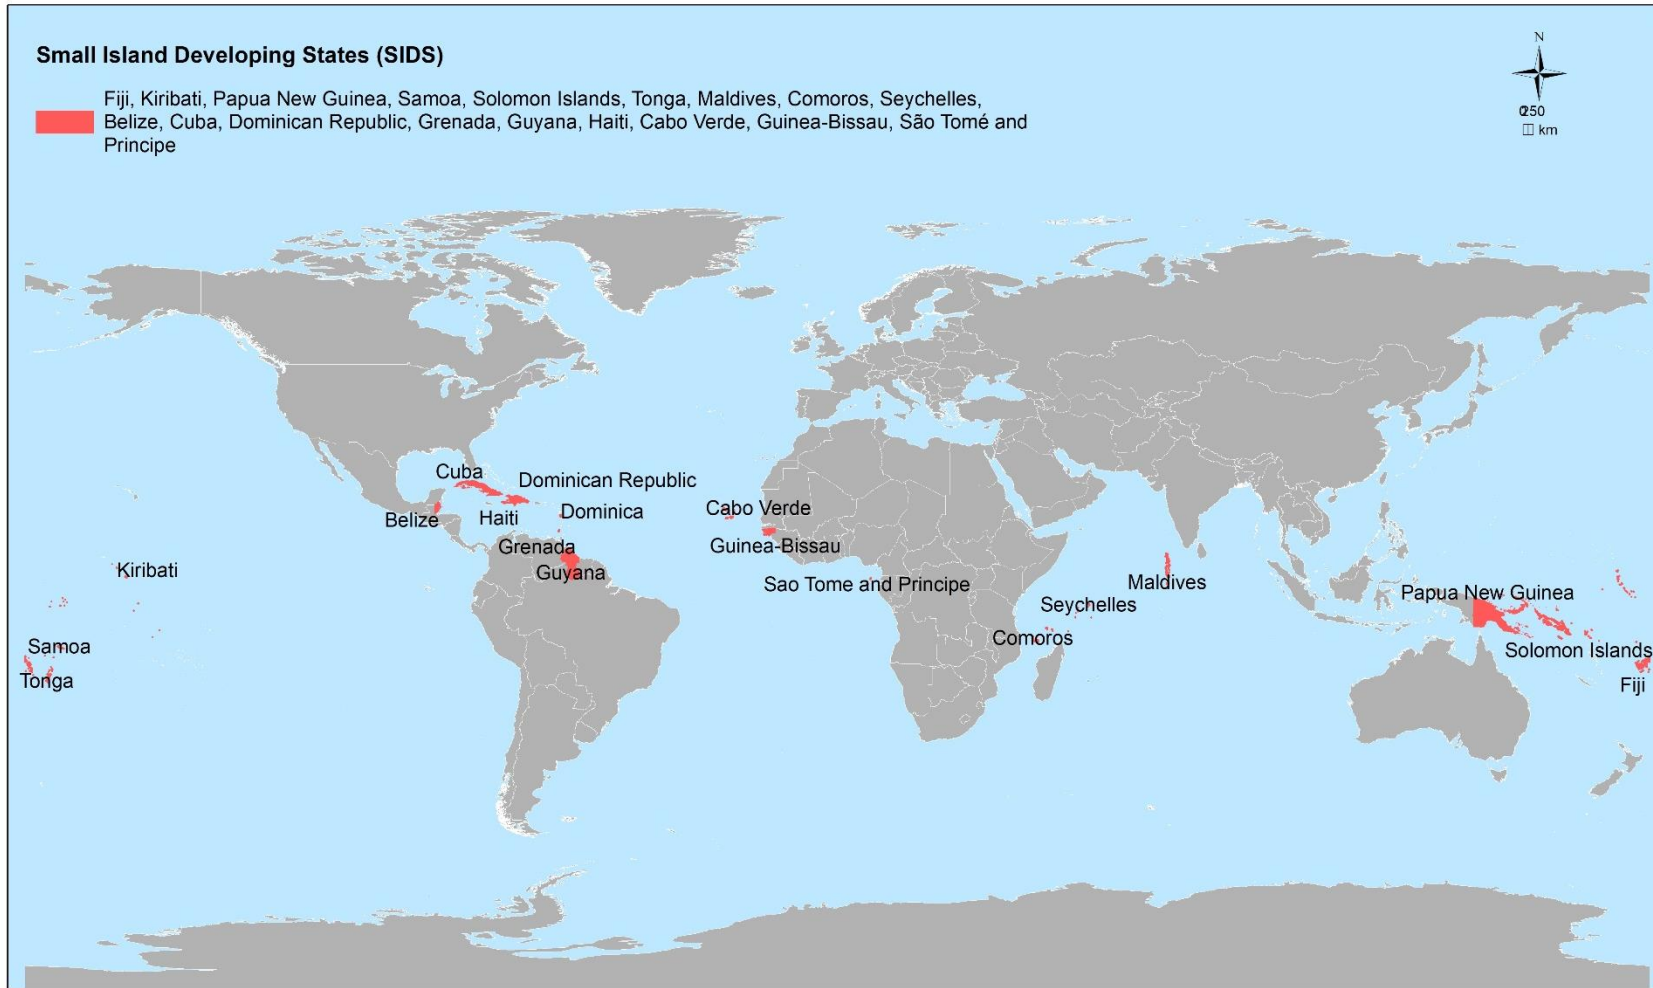 Small Island Developing States (SIDS)
Fiji, Kiribati, Papua New Guinea, Samoa, Solomon Islands, Tonga, Maldives, Comoros, Seychelles,
Belize, Cuba, Dominican Republic, Grenada, Guyana, Haiti, Cabo Verde, Guinea-Bissau, São Tomé and
Principe
N
0250
km
Cuba
Dominican Republic
Belize
Haiti
Dominica
Cabo Verde
Grenada
Guinea-Bissau
Kiribati
Guyana
Sao Tome and Principe
Maldives
Papua New Guinea
Seychelles
Comoros
Samoa
Solomon Islands
Tonga
Fiji